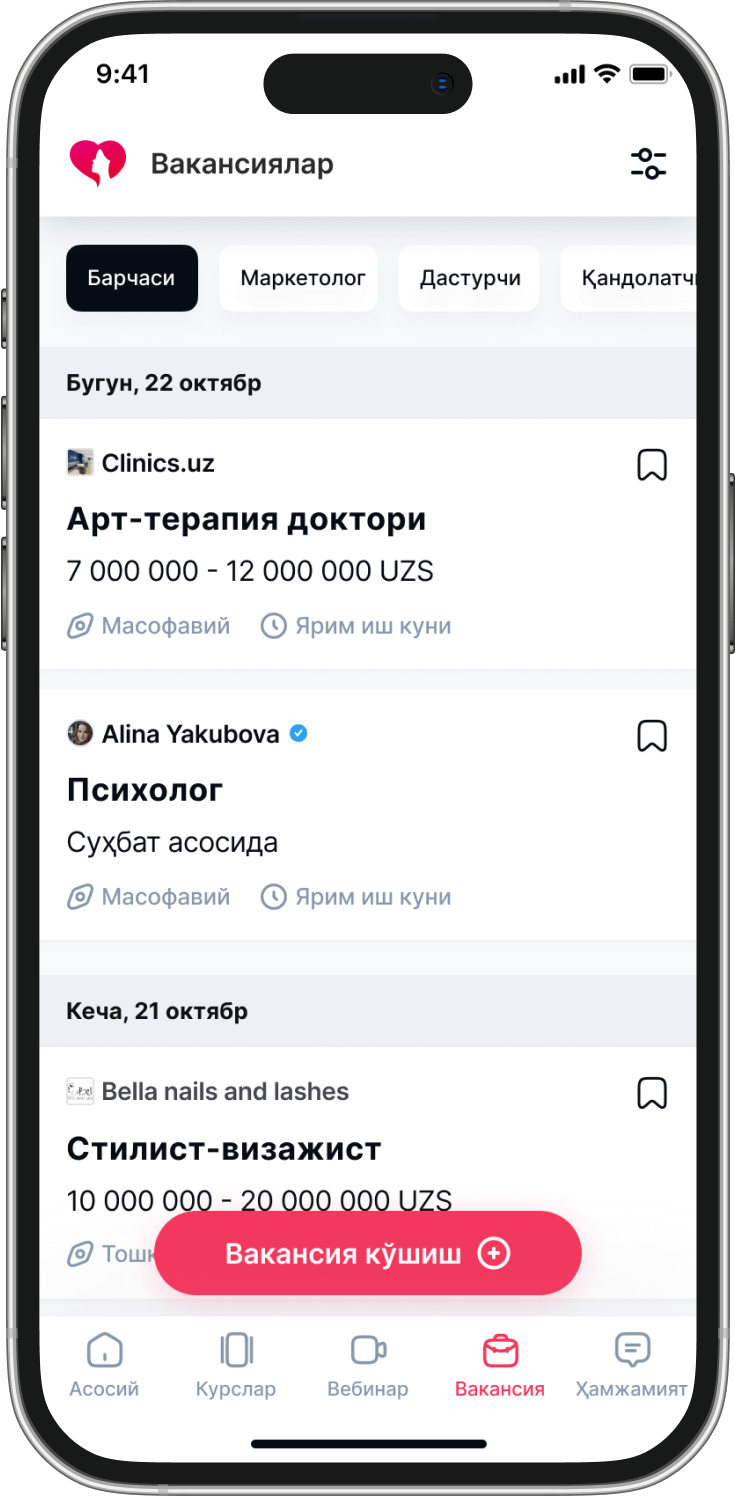 9:41
Вакансиялар
Барчаси
Маркетолог
Дастурчи
Қандолатч
Бугун, 22 октябр
Clinics.uz
Арт-терапия доктори
7 000 000 - 12 000 000 UZS
Масофавий
Ярим иш куни
Alina Yakubova
Психолог
Суҳбат асосида
Масофавий
Ярим иш куни
Кеча, 21 октябр
Bella nails and lashes
Стилист-визажист
10 000 000 - 20 000 000 UZS
Тошк
Вакансия кўшиш
Асосий
Курслар
Вебинар
Вакансия
Ҳамжамият